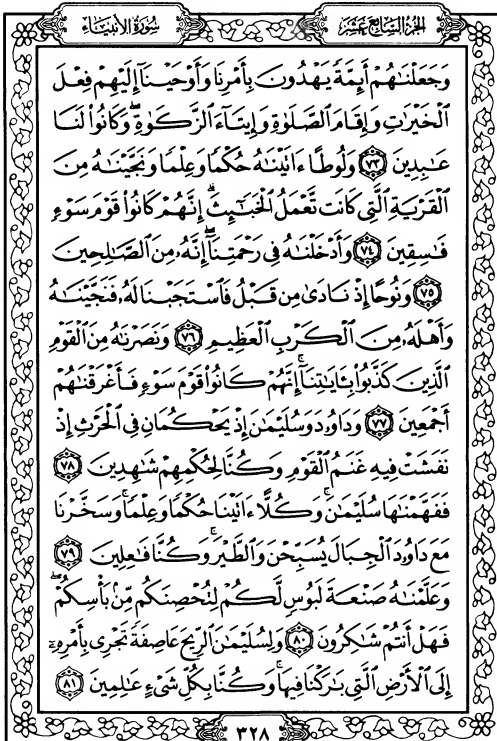 الجزء السابع عشر
سورة الأنبياء
وَجَعَلْنَٰهُمْ أَئِمَّةً يَهْدُونَ بِأَمْرِنَا وَأَوْحَيْنَآ إِلَيْهِمْ فِعْلَ
ٱلْخَيْرَٰتِ وَإِقَامَ ٱلصَّلَوٰةِ وَإِيتَآءَ ٱلزَّكَوٰةِ ۖ وَكَانُوا۟ لَنَا
عَٰبِدِينَ ٧٣ وَلُوطًا ءَاتَيْنَٰهُ حُكْمًا وَعِلْمًا وَنَجَّيْنَٰهُ مِنَ
ٱلْقَرْيَةِ ٱلَّتِى كَانَت تَّعْمَلُ ٱلْخَبَٰٓئِثَ ۗ إِنَّهُمْ كَانُوا۟ قَوْمَ سَوْءٍ
فَٰسِقِينَ ٧٤ وَأَدْخَلْنَٰهُ فِى رَحْمَتِنَآ ۖ إِنَّهُۥ مِنَ ٱلصَّٰلِحِينَ
٧٥ وَنُوحًا إِذْ نَادَىٰ مِن قَبْلُ فَٱسْتَجَبْنَا لَهُۥ فَنَجَّيْنَٰهُ
وَأَهْلَهُۥ مِنَ ٱلْكَرْبِ ٱلْعَظِيمِ ٧٦ وَنَصَرْنَٰهُ مِنَ ٱلْقَوْمِ
ٱلَّذِينَ كَذَّبُوا۟ بِـَٔايَٰتِنَآ ۚ إِنَّهُمْ كَانُوا۟ قَوْمَ سَوْءٍ فَأَغْرَقْنَٰهُمْ
أَجْمَعِينَ ٧٧ وَدَاوُۥدَ وَسُلَيْمَٰنَ إِذْ يَحْكُمَانِ فِى ٱلْحَرْثِ إِذْ
نَفَشَتْ فِيهِ غَنَمُ ٱلْقَوْمِ وَكُنَّا لِحُكْمِهِمْ شَٰهِدِينَ ٧٨
فَفَهَّمْنَٰهَا سُلَيْمَٰنَ ۚ وَكُلًّا ءَاتَيْنَا حُكْمًا وَعِلْمًا ۚ وَسَخَّرْنَا
مَعَ دَاوُۥدَ ٱلْجِبَالَ يُسَبِّحْنَ وَٱلطَّيْرَ ۚ وَكُنَّا فَٰعِلِينَ ٧٩
وَعَلَّمْنَٰهُ صَنْعَةَ لَبُوسٍ لَّكُمْ لِتُحْصِنَكُم مِّنۢ بَأْسِكُمْ ۖ
فَهَلْ أَنتُمْ شَٰكِرُونَ ٨٠ وَلِسُلَيْمَٰنَ ٱلرِّيحَ عَاصِفَةً تَجْرِى بِأَمْرِهِۦٓ
إِلَى ٱلْأَرْضِ ٱلَّتِى بَٰرَكْنَا فِيهَا ۚ وَكُنَّا بِكُلِّ شَىْءٍ عَٰلِمِينَ ٨١
٣٢٨